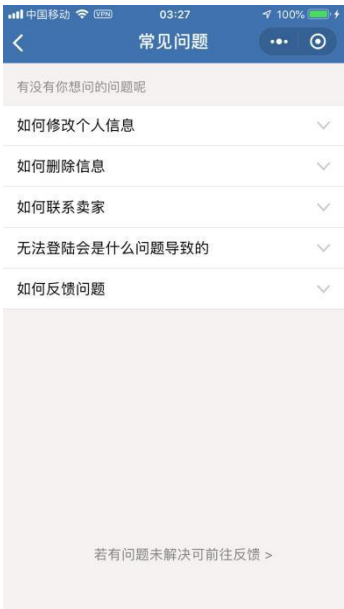 中国移动 VPN 03:27 100%
常见问题
有没有你想问的问题呢
如何修改个人信息
如何删除信息
如何联系卖家
无法登陆会是什么问题导致的
如何反馈问题
若有问题未解决可前往反馈 >